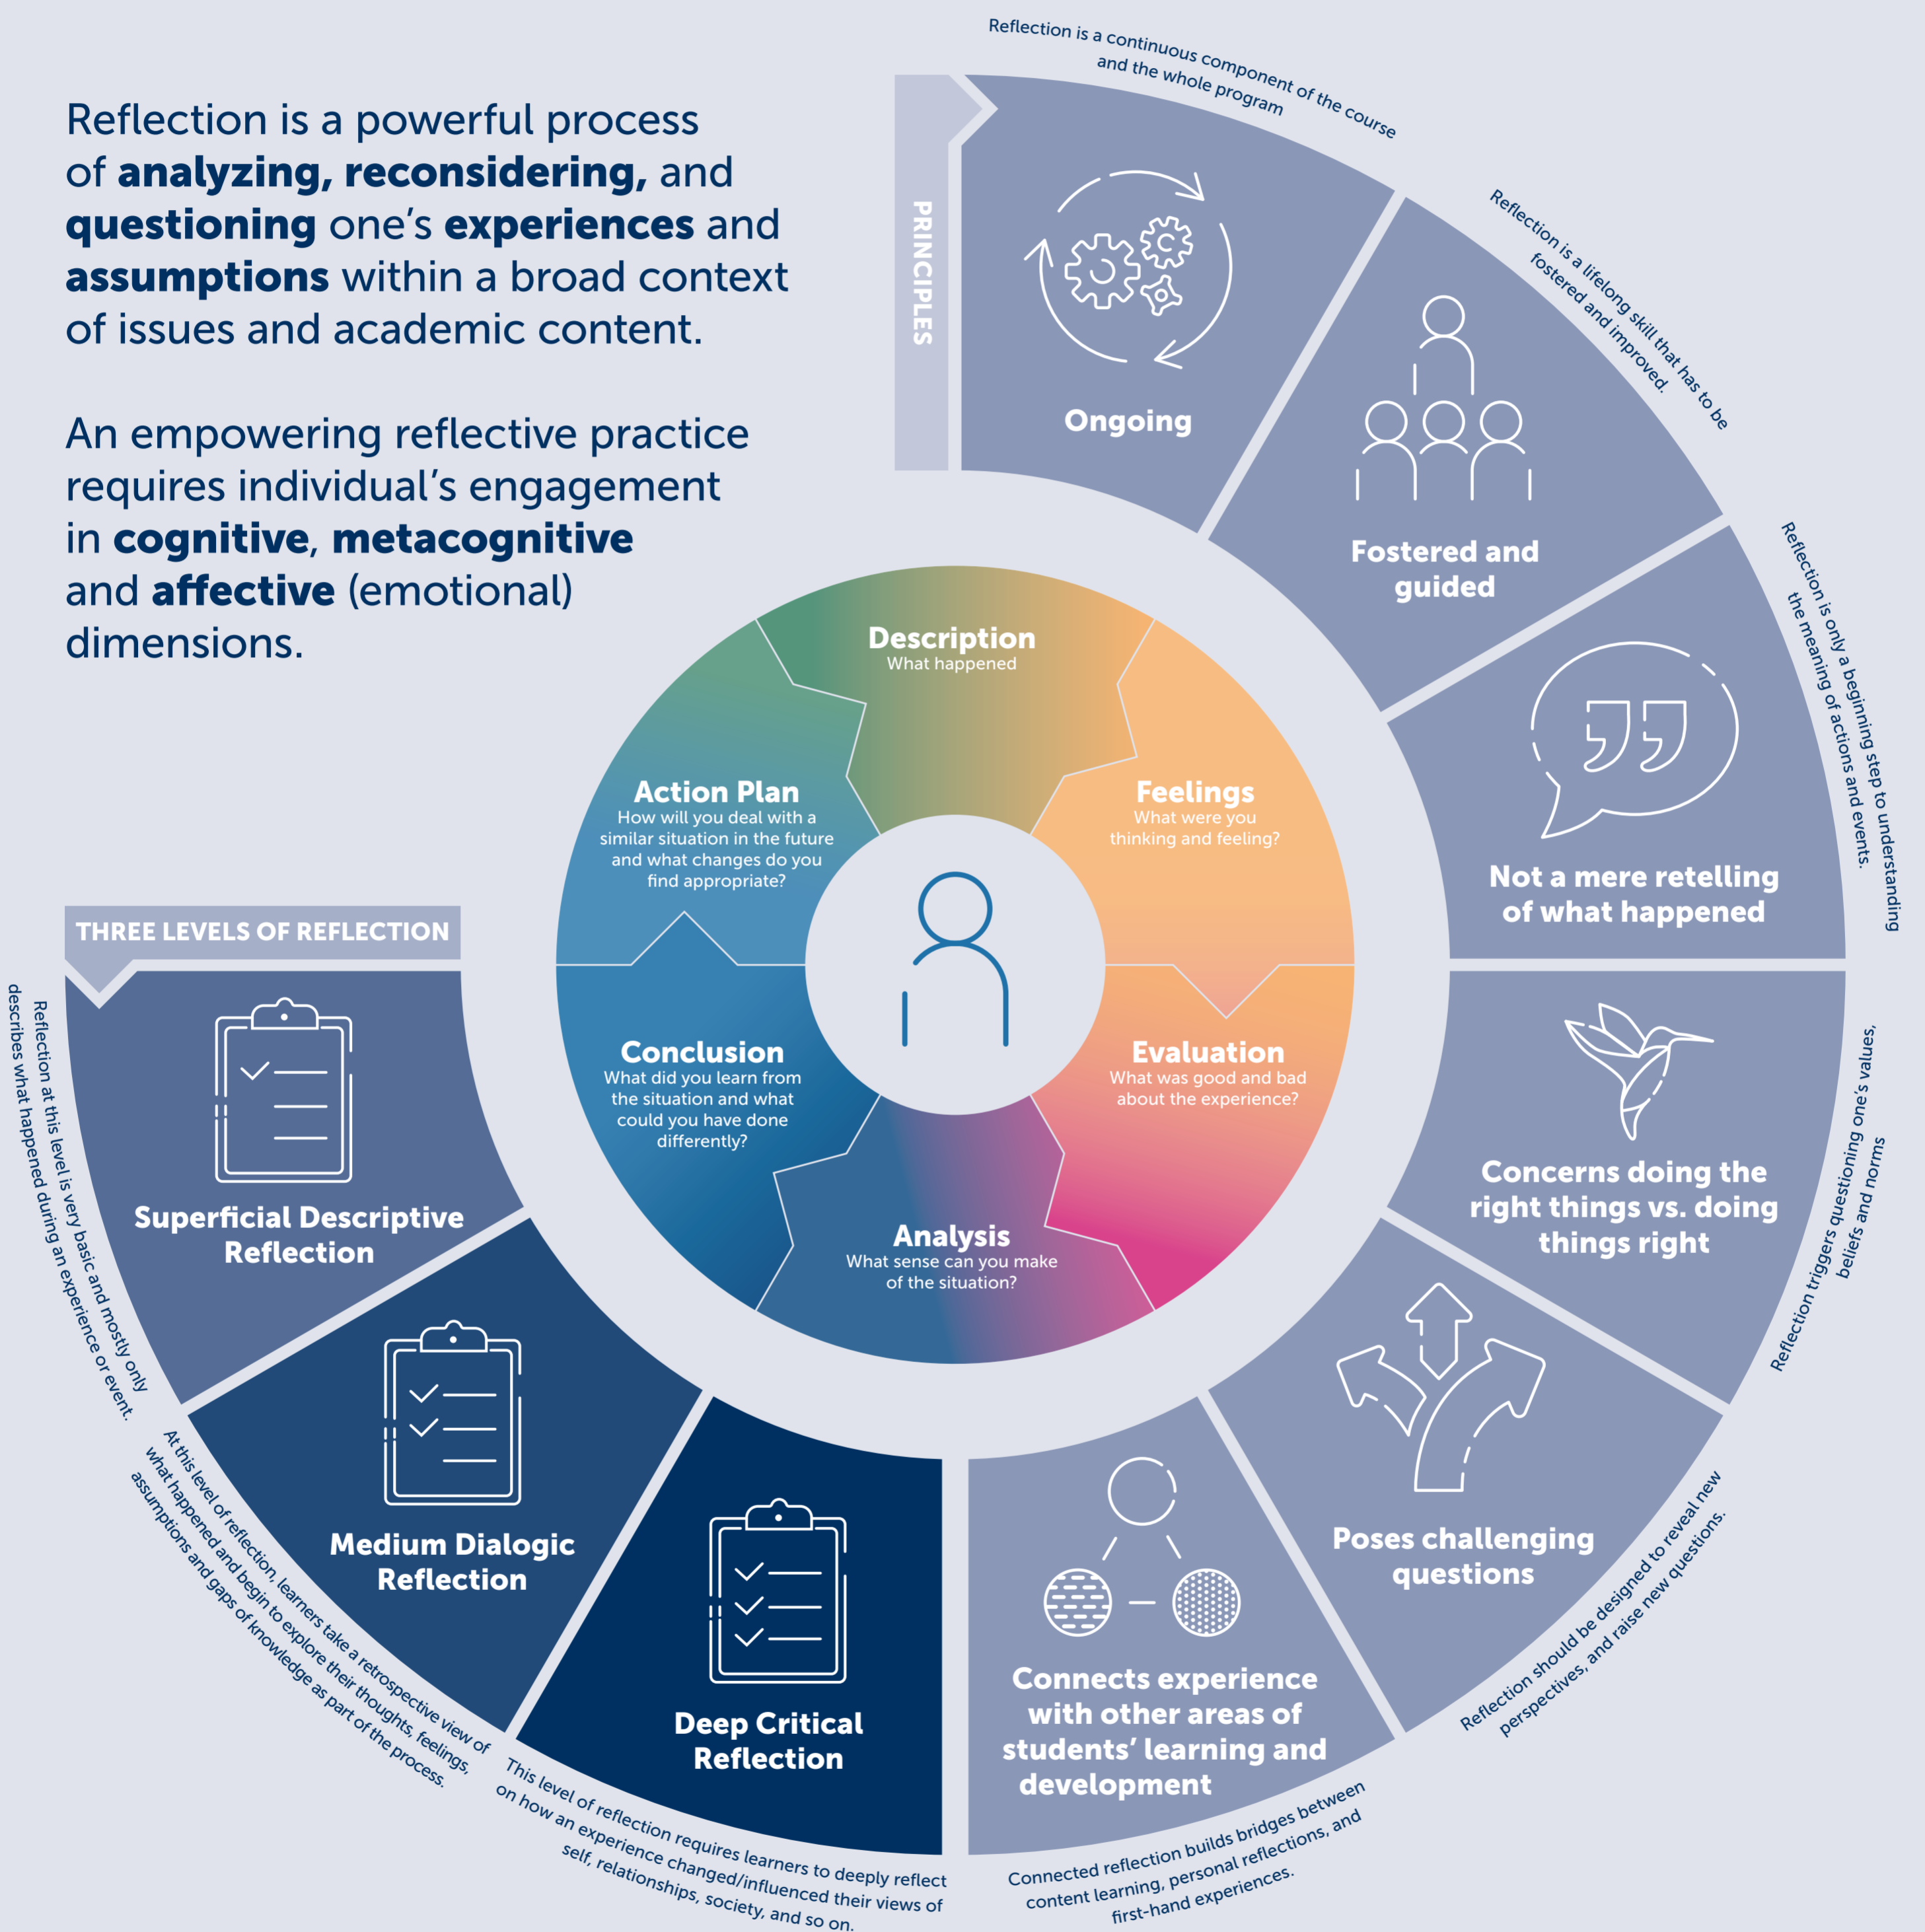 Reflection is a powerful process
of analyzing, reconsidering, and
questioning one's experiences and
assumptions within a broad context
of issues and academic content.
An empowering reflective practice
requires individual's engagement
in cognitive, metacognitive
and affective (emotional)
dimensions.
PRINCIPLES
Reflection is a continuous component of the course
and the whole program
Ongoing
Reflection is a lifelong skill that has to be
fostered and improved.
Fostered and
guided
Reflection is only a beginning step to understanding
the meaning of actions and events.
Not a mere retelling
of what happened
Concerns doing the
right things vs. doing
things right
Reflection triggers questioning one's values,
beliefs and norms
Poses challenging
questions
Reflection should be designed to reveal new
perspectives, and raise new questions.
Connects experience
with other areas of
students' learning and
development
Connected reflection builds bridges between
content learning, personal reflections, and
first-hand experiences.
THREE LEVELS OF REFLECTION
Superficial Descriptive
Reflection
Reflection at this level is very basic and mostly only
describes what happened during an experience or event.
Medium Dialogic
Reflection
At this level of reflection, learners take a retrospective view of
what happened and begin to explore their thoughts, feelings,
assumptions and gaps of knowledge as part of the process.
Deep Critical
Reflection
This level of reflection requires learners to deeply reflect
on how an experience changed/influenced their views of
self, relationships, society, and so on.
Description
What happened
Feelings
What were you
thinking and feeling?
Evaluation
What was good and bad
about the experience?
Analysis
What sense can you make
of the situation?
Conclusion
What did you learn from
the situation and what
could you have done
differently?
Action Plan
How will you deal with a
similar situation in the future
and what changes do you
find appropriate?